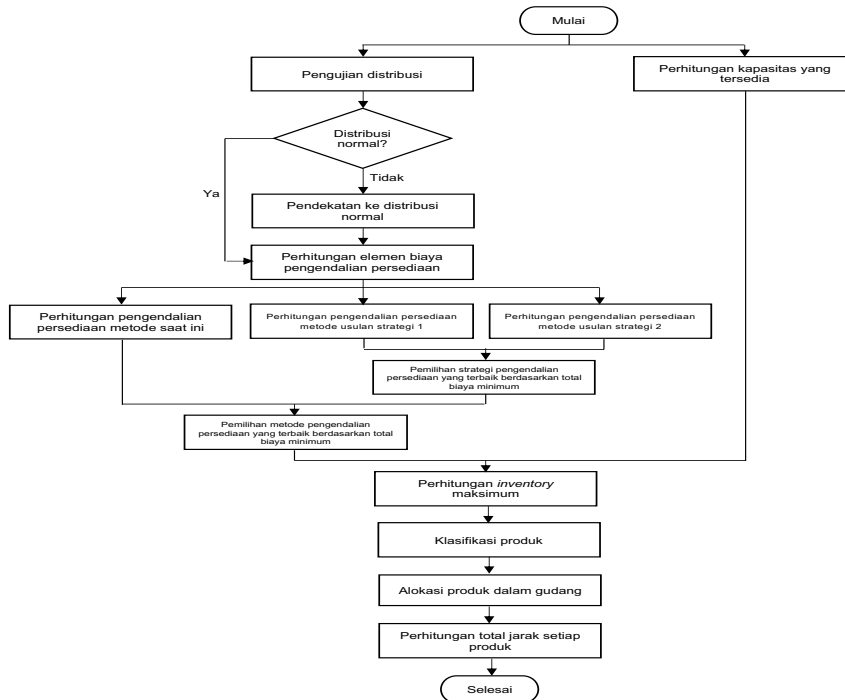 Mulai
Pengujian distribusi
Perhitungan kapasitas yang
tersedia
Distribusi
normal?
Tidak
Ya
Pendekatan ke distribusi
normal
Perhitungan elemen biaya
pengendalian persediaan
Perhitungan pengendalian
persediaan metode saat ini
Perhitungan pengendalian persediaan
metode usulan strategi 1
Perhitungan pengendalian persediaan
metode usulan strategi 2
Pemilihan strategi pengendalian
persediaan yang terbaik berdasarkan total
biaya minimum
Pemilihan metode pengendalian
persediaan yang terbaik berdasarkan total
biaya minimum
Perhitungan inventory
maksimum
Klasifikasi produk
Alokasi produk dalam gudang
Perhitungan total jarak setiap
produk
Selesai